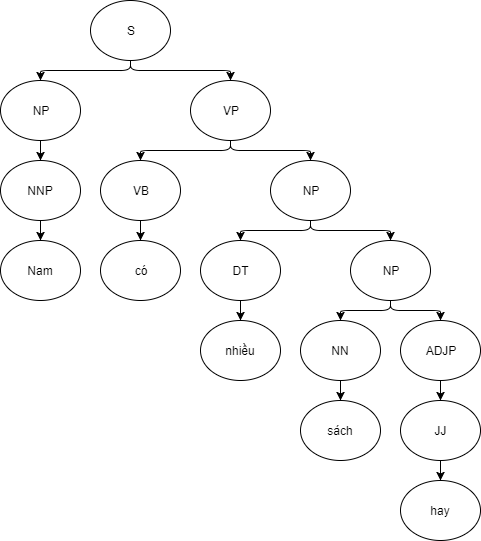 S
NP VP
NNP VB NP
Nam có DT NP
nhiều NN ADJP
sách JJ
hay